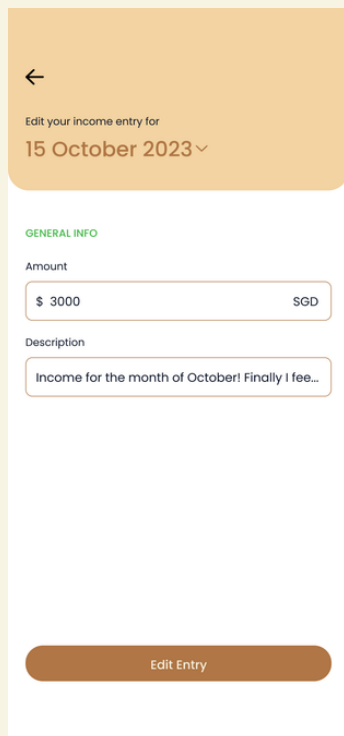 Edit your income entry for
15 October 2023
GENERAL INFO
Amount
$ 3000 SGD
Description
Income for the month of October! Finally I fee...
Edit Entry